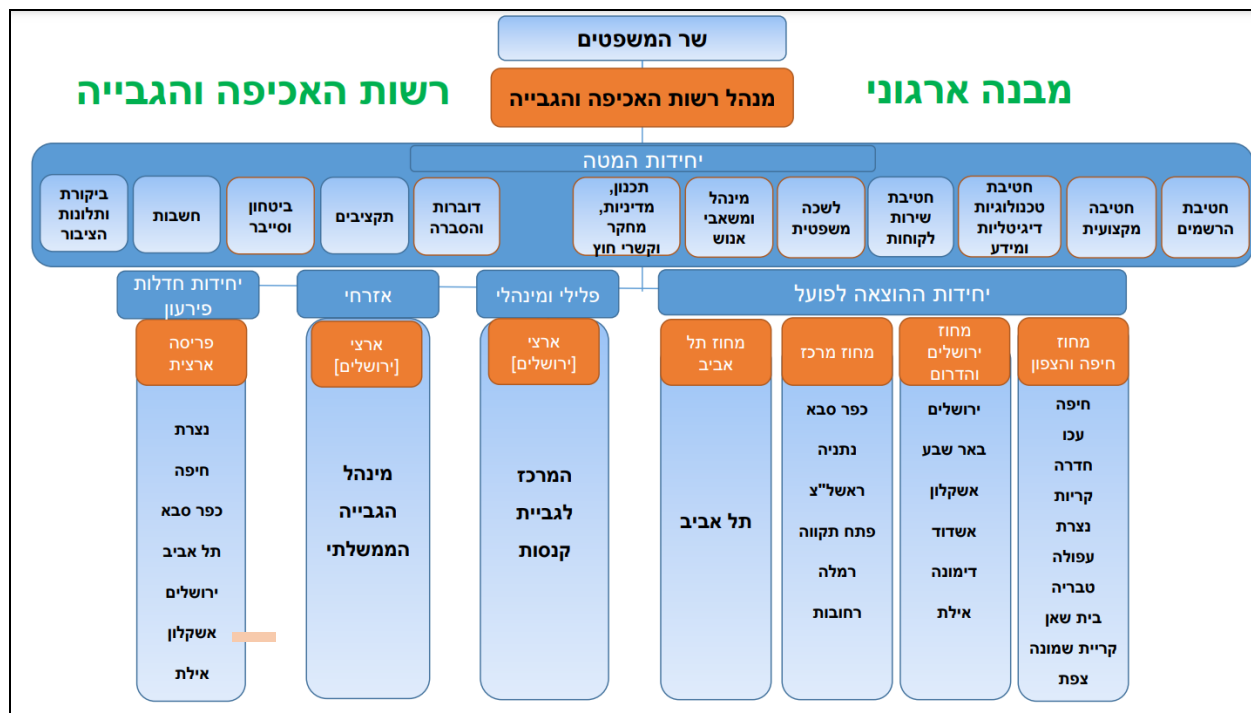 שר המשפטים
מבנה ארגוני
מנהל רשות האכיפה והגבייה
רשות האכיפה והגבייה
יחידות המטה
חטיבת
הרשמים
חטיבה
מקצועית
חטיבת
טכנולוגיות
דיגיטליות
ומידע
חטיבת
שירות
לקוחות
לשכה
משפטית
מינהל
ומשאבי
אנוש
תכנון,
מדיניות,
מחקר
וקשרי חוץ
דוברות
והסברה
תקציבים
ביטחון
וסייבר
חשבות
ביקורת
ותלונות
הציבור
יחידות ההוצאה לפועל
מחוז
חיפה והצפון
חיפה
עכו
חדרה
קריות
נצרת
עפולה
טבריה
בית שאן
קריית שמונה
צפת
מחוז
ירושלים
והדרום
ירושלים
באר שבע
אשקלון
אשדוד
דימונה
אילת
מחוז מרכז
כפר סבא
נתניה
ראשל"צ
פתח תקווה
רמלה
רחובות
מחוז תל
אביב
תל אביב
פלילי ומינהלי
ארצי
[ירושלים]
המרכז
לגביית
קנסות
אזרחי
ארצי
[ירושלים]
מינהל
הגבייה
הממשלתי
יחידות חדלות
פירעון
פריסה
ארצית
נצרת
חיפה
כפר סבא
תל אביב
ירושלים
אשקלון
אילת